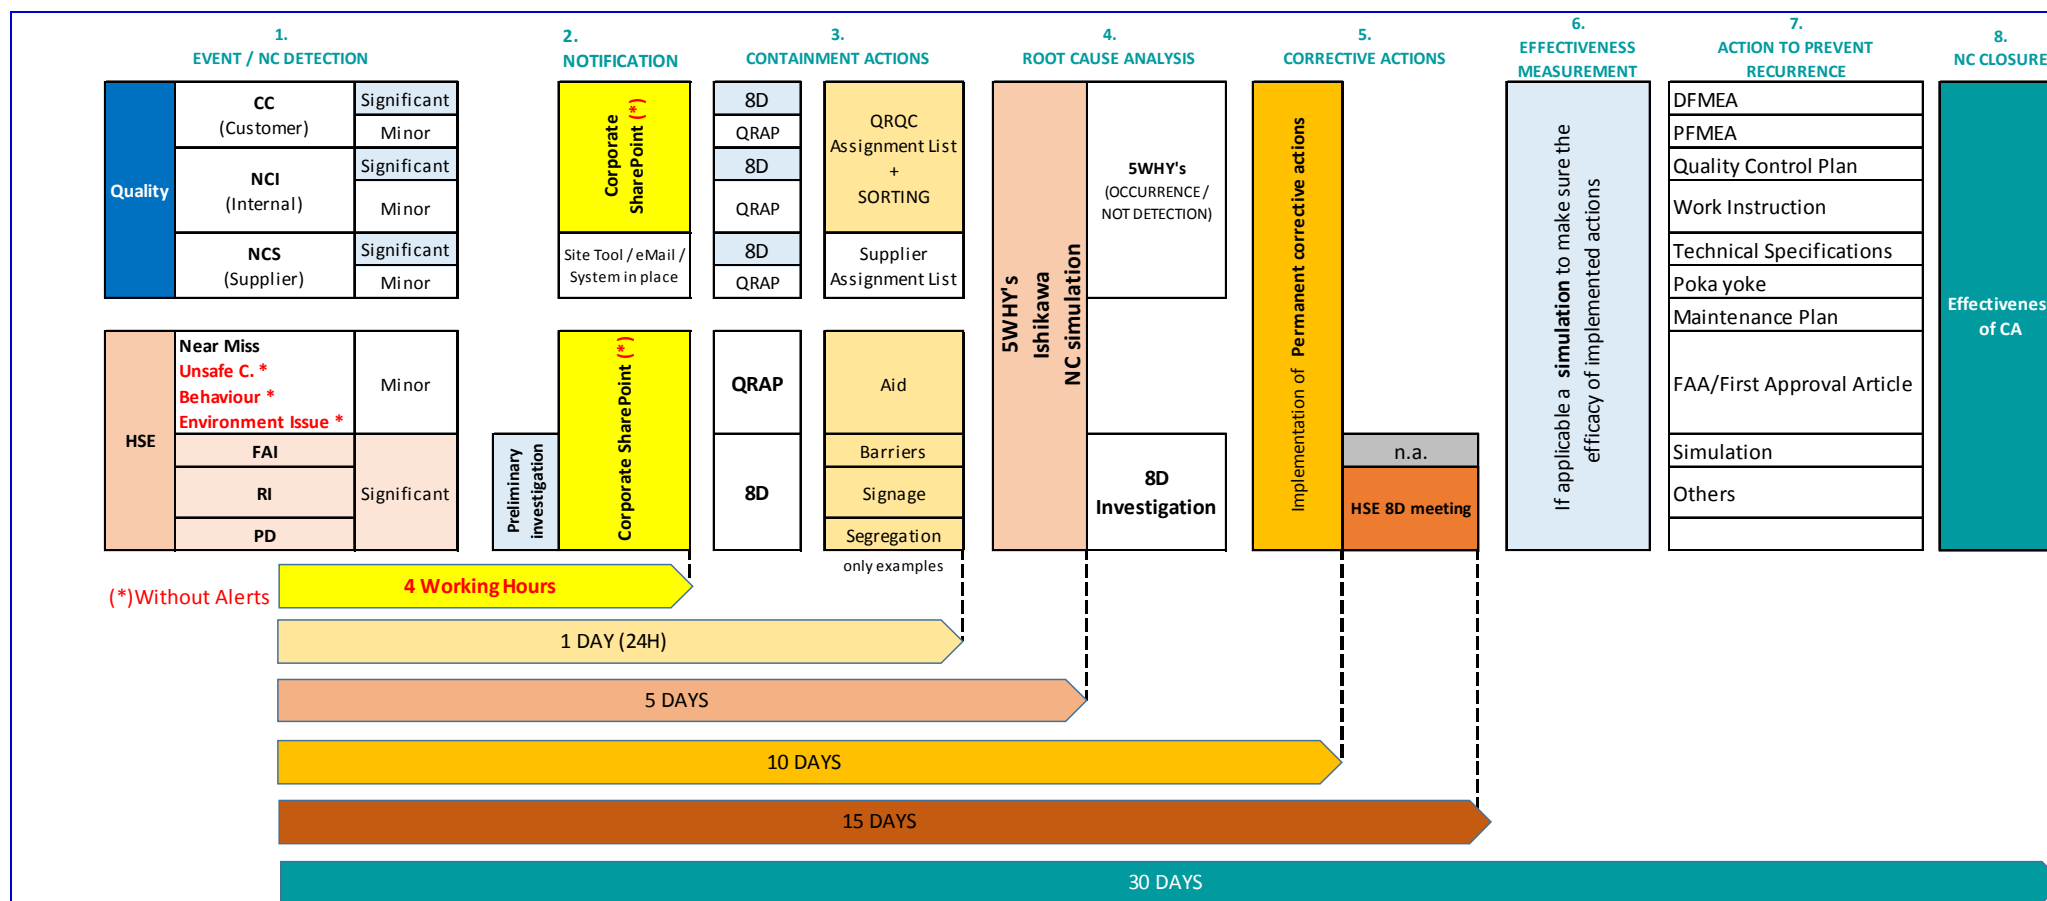 1.
EVENT / NC DETECTION
2.
NOTIFICATION
3.
CONTAINMENT ACTIONS
4.
ROOT CAUSE ANALYSIS
5.
CORRECTIVE ACTIONS
6.
EFFECTIVENESS
MEASUREMENT
7.
ACTION TO PREVENT
RECURRENCE
8.
NC CLOSURE
Quality
CC
(Customer)
Significant
Minor
NCI
(Internal)
Significant
Minor
NCS
(Supplier)
Significant
Minor
Corporate
SharePoint (*)
Site Tool / eMail /
System in place
8D
QRAP
8D
QRAP
8D
QRAP
QRQC
Assignment List
+
SORTING
Supplier
Assignment List
5WHY's
Ishikawa
NC simulation
5WHY's
(OCCURRENCE /
NOT DETECTION)
Implementation of Permanent corrective actions
If applicable a simulation to make sure the
efficacy of implemented actions
DFMEA
PFMEA
Quality Control Plan
Work Instruction
Technical Specifications
Poka yoke
Maintenance Plan
FAA/First Approval Article
Simulation
Others
Effectivenes
of CA
HSE
Near Miss
Unsafe C. *
Behaviour *
Environment Issue *
Minor
FAI
RI
PD
Significant
Preliminary
investigation
Corporate SharePoint (*)
QRAP
8D
Aid
Barriers
Signage
Segregation
only examples
8D
Investigation
n.a.
HSE 8D meeting
(*)Without Alerts
4 Working Hours
1 DAY (24H)
5 DAYS
10 DAYS
15 DAYS
30 DAYS